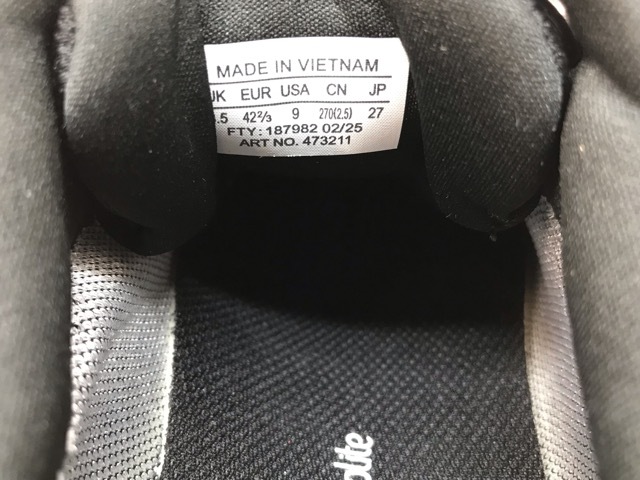 MADE IN VIETNAM
UK EUR USA CN JP
.5 42⅔ 9 270(2.5) 27
FTY: 187982 02/25
ART NO. 473211
olite